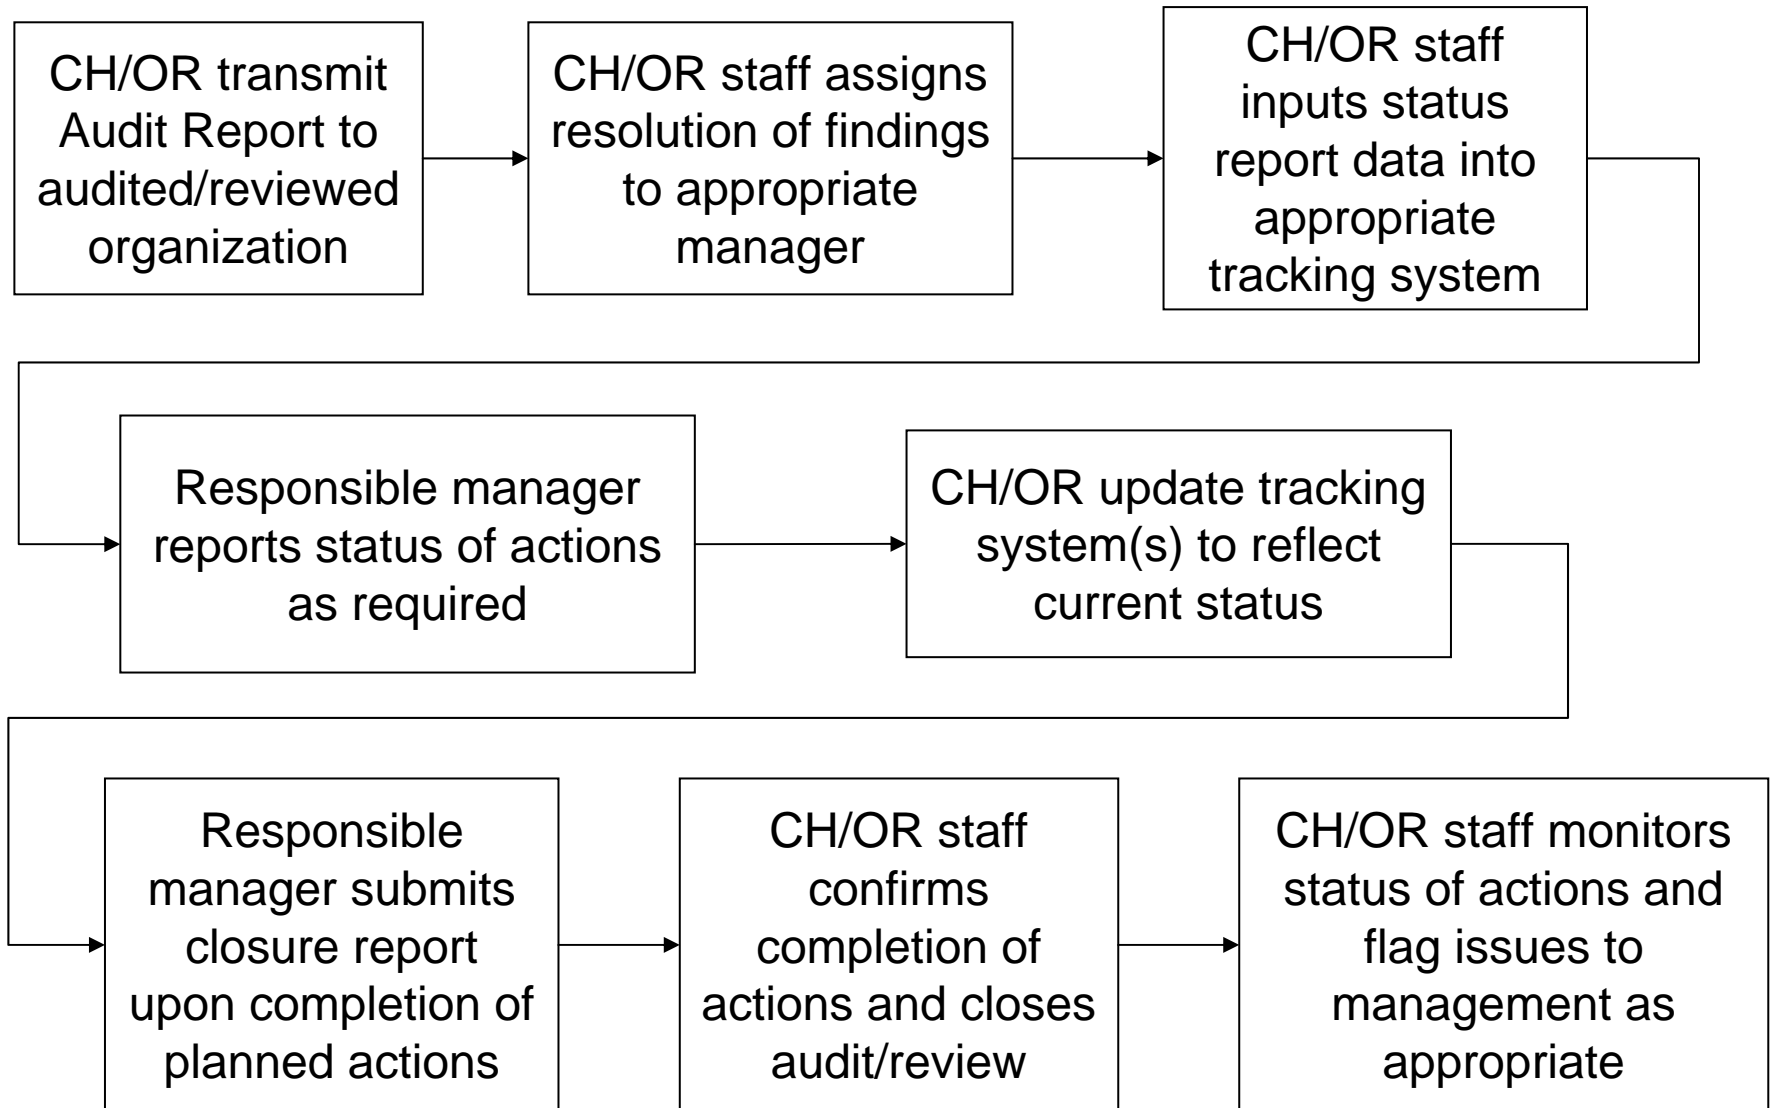 CH/OR transmit
Audit Report to
audited/reviewed
organization
CH/OR staff assigns
resolution of findings
to appropriate
manager
CH/OR staff
inputs status
report data into
appropriate
tracking system
Responsible manager
reports status of actions
as required
CH/OR update tracking
system(s) to reflect
current status
Responsible
manager submits
closure report
upon completion of
planned actions
CH/OR staff
confirms
completion of
actions and closes
audit/review
CH/OR staff monitors
status of actions and
flag issues to
management as
appropriate